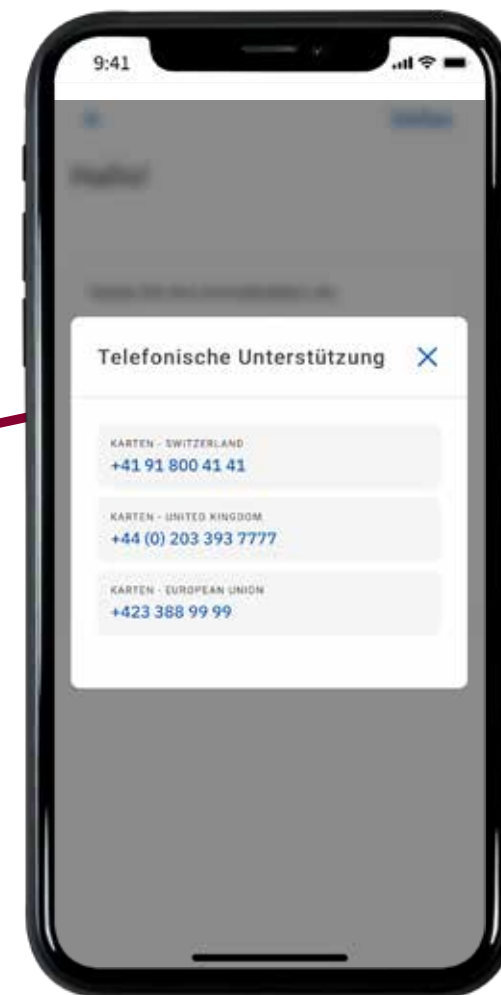 9:41
Hallo!
Telefonische Unterstützung
KARTEN - SWITZERLAND
+41 91 800 41 41
KARTEN - UNITED KINGDOM
+44 (0) 203 393 7777
KARTEN - EUROPEAN UNION
+423 388 99 99